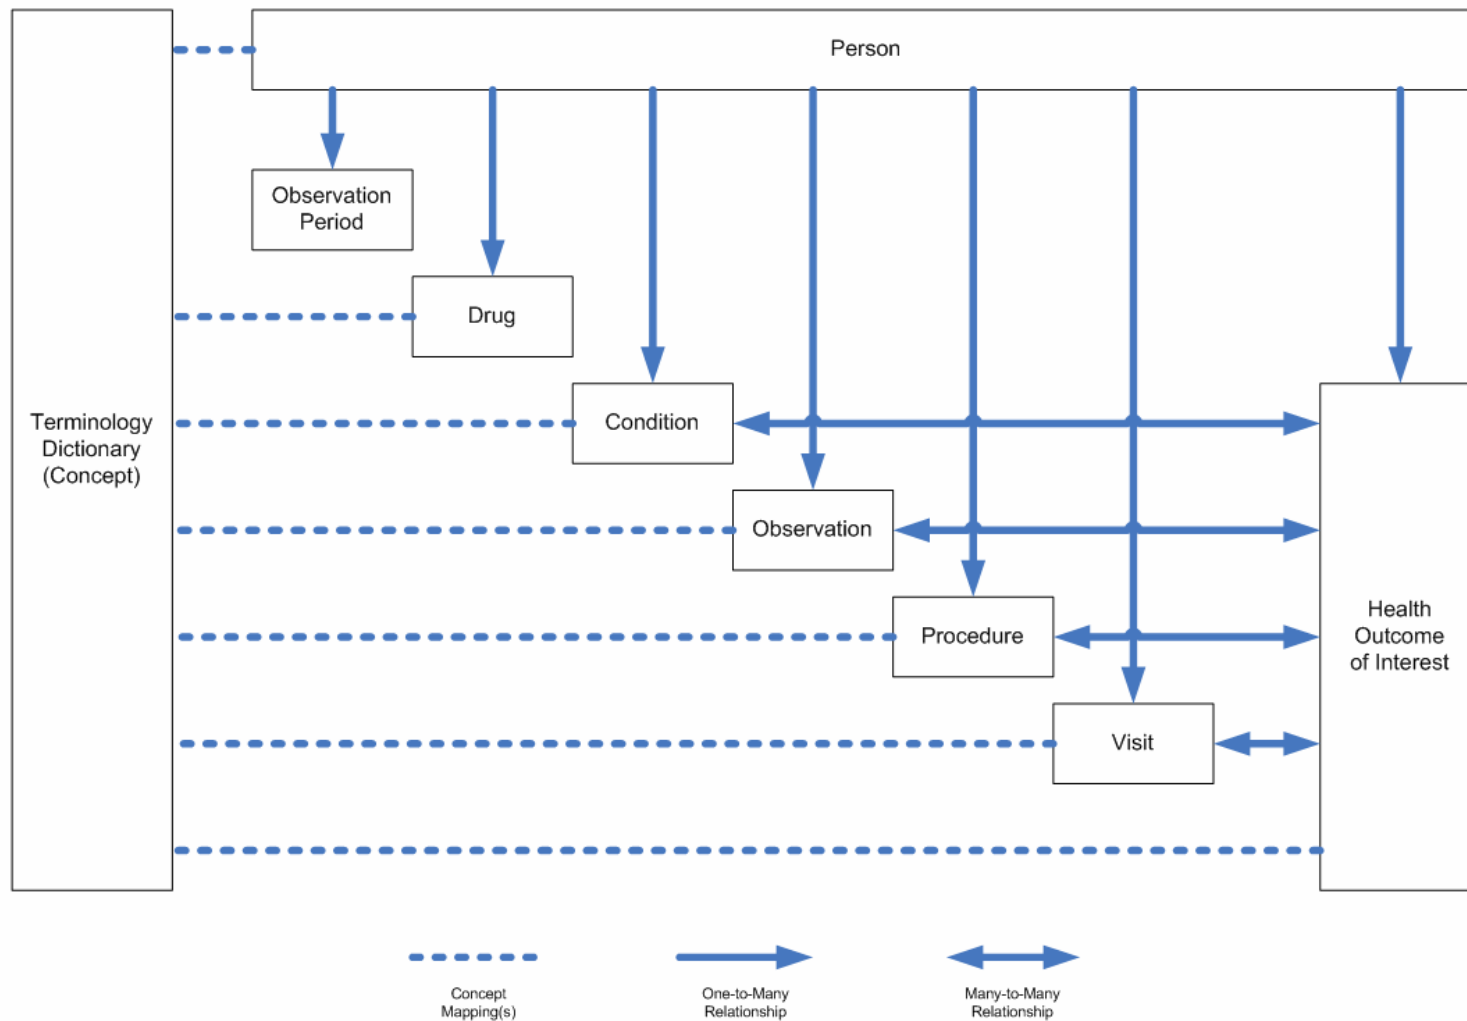 Person
Observation
Period
Drug
Terminology
Dictionary
(Concept)
Condition
Observation
Procedure
Health
Outcome
of Interest
Visit
Concept
Mapping(s)
One-to-Many
Relationship
Many-to-Many
Relationship